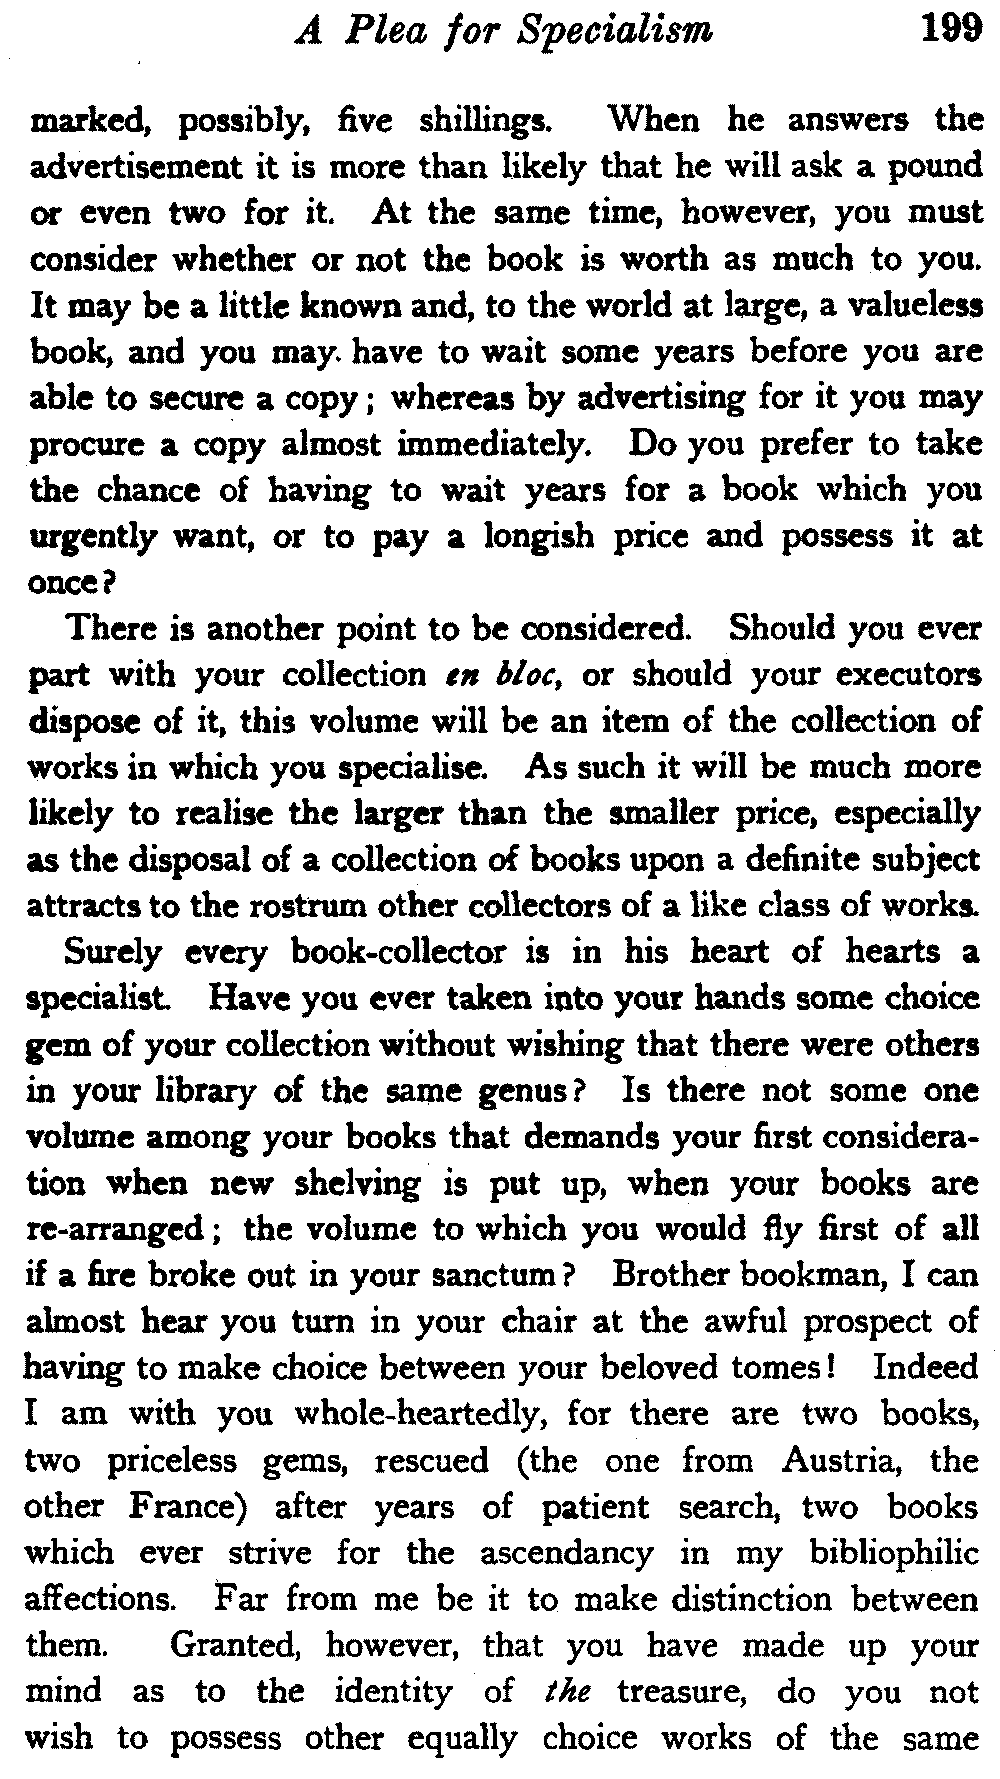 A Plea for Specialism 199
marked, possibly, five shillings. When he answers the
advertisement it is more than likely that he will ask a pound
or even two for it. At the same time, however, you must
consider whether or not the book is worth as much to you.
It may be a little known and, to the world at large, a valueless
book, and you may. have to wait some years before you are
able to secure a copy; whereas by advertising for it you may
procure a copy almost immediately. Do you prefer to take
the chance of having to wait years for a book which you
urgently want, or to pay a longish price and possess it at
once?
There is another point to be considered. Should you ever
part with your collection en bloc, or should your executors
dispose of it, this volume will be an item of the collection of
works in which you specialise. As such it will be much more
likely to realise the larger than the smaller price, especially
as the disposal of a collection of books upon a definite subject
attracts to the rostrum other collectors of a like class of works.
Surely every book-collector is in his heart of hearts a
specialist. Have you ever taken into your hands some choice
gem of your collection without wishing that there were others
in your library of the same genus? Is there not some one
volume among your books that demands your first considera-
tion when new shelving is put up, when your books are
re-arranged; the volume to which you would fly first of all
if a fire broke out in your sanctum? Brother bookman, I can
almost hear you turn in your chair at the awful prospect of
having to make choice between your beloved tomes! Indeed
I am with you whole-heartedly, for there are two books,
two priceless gems, rescued (the one from Austria, the
other France) after years of patient search, two books
which ever strive for the ascendancy in my bibliophilic
affections. Far from me be it to make distinction between
them. Granted, however, that you have made up your
mind as to the identity of the treasure, do you not
wish to possess other equally choice works of the same